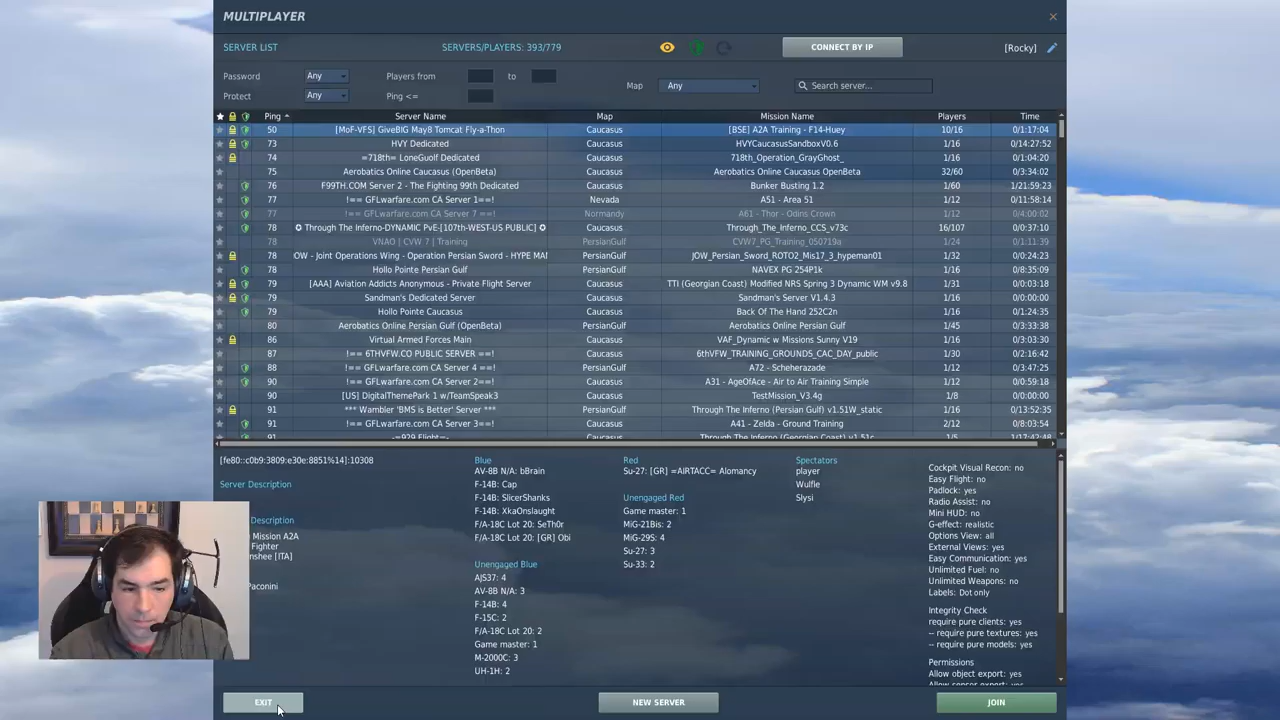 MULTIPLAYER
SERVER LIST
SERVERS/PLAYERS: 393/779
CONNECT BY IP
[Rocky]
Password Any Players from to
Map Any Search server...
Protect Any Ping <=
Ping Server Name Map Mission Name Players Time
50 [MoF-VFS] GiveBIG May8 Tomcat Fly-a-Thon Caucasus [BSE] A2A Training - F14-Huey 10/16 0/1:17:04
73 HVY Dedicated Caucasus HVYCaucasusSandboxV0.6 1/16 0/14:27:52
74 =718th= LoneGuolf Dedicated Caucasus 718th_Operation_GrayGhost_ 1/16 0/1:04:20
75 Aerobatics Online Caucasus (OpenBeta) Caucasus Aerobatics Online Caucasus OpenBeta 32/60 0/3:34:02
76 F99TH.COM Server 2 - The Fighting 99th Dedicated Caucasus Bunker Busting 1.2 1/60 1/21:59:23
77 !== GFLwarfare.com CA Server 1==! Nevada A51 - Area 51 1/12 0/11:58:14
77 !== GFLwarfare.com CA Server 7 ==! Normandy A61 - Thor - Odins Crown 1/12 0/4:00:02
78 ✪ Through The Inferno-DYNAMIC PvE-[107th-WEST-US PUBLIC] ✪ Caucasus Through_The_Inferno_CCS_v73c 16/107 0/0:37:10
78 VNAO | CVW 7 | Training PersianGulf CVW7_PG_Training_050719a 1/24 0/1:11:39
78 OW - Joint Operations Wing - Operation Persian Sword - HYPE MAI PersianGulf JOW_Persian_Sword_ROTO2_Mis17_3_hypeman01 1/32 0/0:24:23
78 Hollo Pointe Persian Gulf PersianGulf NAVEX PG 254P1k 1/16 0/8:35:09
79 [AAA] Aviation Addicts Anonymous - Private Flight Server Caucasus TTI (Georgian Coast) Modified NRS Spring 3 Dynamic WM v9.8 1/31 0/0:03:18
79 Sandman's Dedicated Server Caucasus Sandman's Server V1.4.3 1/16 0/0:00:00
79 Hollo Pointe Caucasus Caucasus Back Of The Hand 252C2n 1/16 0/1:24:35
80 Aerobatics Online Persian Gulf (OpenBeta) PersianGulf Aerobatics Online Persian Gulf 1/45 0/3:33:38
86 Virtual Armed Forces Main Caucasus VAF_Dynamic w Missions Sunny V19 1/16 0/3:03:30
87 !== 6THVFW.CO PUBLIC SERVER ==! Caucasus 6thVFW_TRAINING_GROUNDS_CAC_DAY_public 1/30 0/2:16:42
88 !== GFLwarfare.com CA Server 4 ==! PersianGulf A72 - Scheherazade 1/12 0/3:47:25
90 !== GFLwarfare.com CA Server 2==! Caucasus A31 - AgeOfAce - Air to Air Training Simple 1/12 0/0:59:18
90 [US] DigitalThemePark 1 w/TeamSpeak3 Caucasus TestMission_V3.4g 1/8 0/0:00:00
91 *** Wambler 'BMS is Better' Server *** PersianGulf Through The Inferno (Persian Gulf) v1.51W_static 1/16 0/13:52:35
91 !== GFLwarfare.com CA Server 3==! Caucasus A41 - Zelda - Ground Training 2/12 0/8:03:54
91 -=929 Flight=- Caucasus Through The Inferno (Georgian Coast) v1.51c 1/5 1/17:42:48
[fe80::c0b9:3809:e30e:8851%14]:10308
Server Description
Description
Mission A2A
Fighter
nshee [ITA]
Paconini
Blue
AV-8B N/A: bBrain
F-14B: Cap
F-14B: SlicerShanks
F-14B: XkaOnslaught
F/A-18C Lot 20: SeTh0r
F/A-18C Lot 20: [GR] Obi
Unengaged Blue
AJS37: 4
AV-8B N/A: 3
F-14B: 4
F-15C: 2
F/A-18C Lot 20: 2
Game master: 1
M-2000C: 3
UH-1H: 2
Red
Su-27: [GR] =AIRTACC= Alomancy
Unengaged Red
Game master: 1
MiG-21Bis: 2
MiG-29S: 4
Su-27: 3
Su-33: 2
Spectators
player
Wulfle
Slysi
Cockpit Visual Recon: no
Easy Flight: no
Padlock: yes
Radio Assist: no
Mini HUD: no
G-effect: realistic
Options View: all
External Views: yes
Easy Communication: yes
Unlimited Fuel: no
Unlimited Weapons: no
Labels: Dot only
Integrity Check
require pure clients: yes
-- require pure textures: yes
-- require pure models: yes
Permissions
Allow object export: yes
Allow sensor export: yes
EXIT
NEW SERVER
JOIN